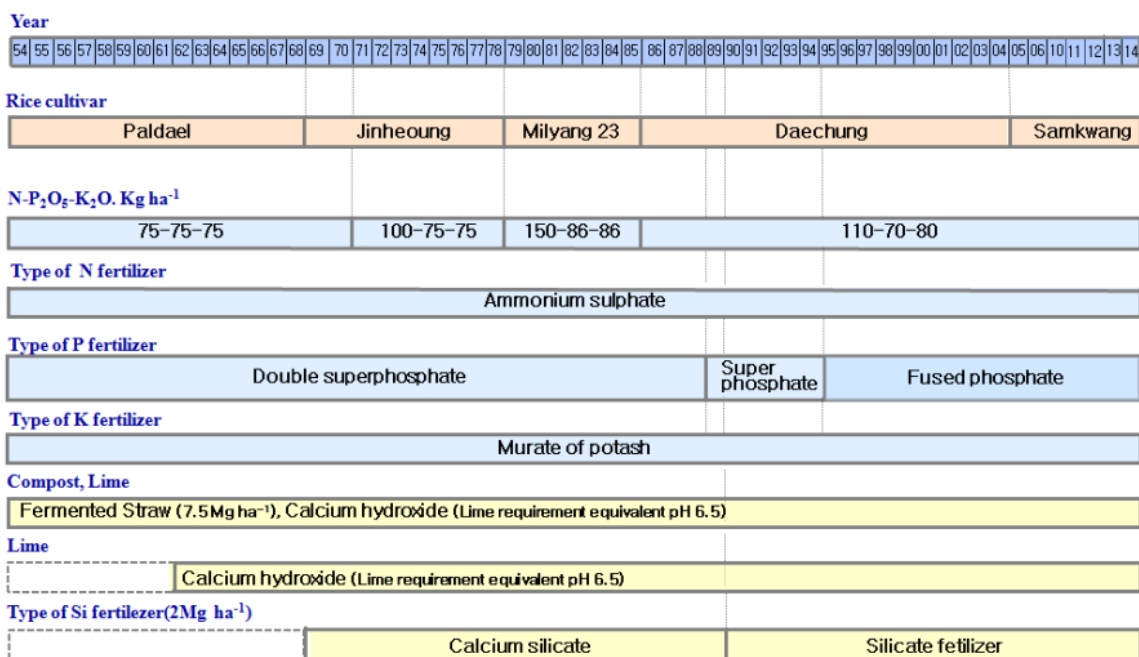 Year
54 55 56 57 58 59 60 61 62 63 64 65 66 67 68 69 70 71 72 73 74 75 76 77 78 79 80 81 82 83 84 85 86 87 88 89 90 91 92 93 94 95 96 97 98 99 00 01 02 03 04 05 06 10 11 12 13 14
Rice cultivar
Paldael Jinheoung Milyang 23 Daechung Samkwang
N-P₂O₅-K₂O. Kg ha⁻¹
75-75-75 100-75-75 150-86-86 110-70-80
Type of N fertilizer
Ammonium sulphate
Type of P fertilizer
Double superphosphate Super phosphate Fused phosphate
Type of K fertilizer
Murate of potash
Compost, Lime
Fermented Straw (7.5Mg ha⁻¹), Calcium hydroxide (Lime requirement equivalent pH 6.5)
Lime
Calcium hydroxide (Lime requirement equivalent pH 6.5)
Type of Si fertilezer(2Mg ha⁻¹)
Calcium silicate Silicate fetilizer